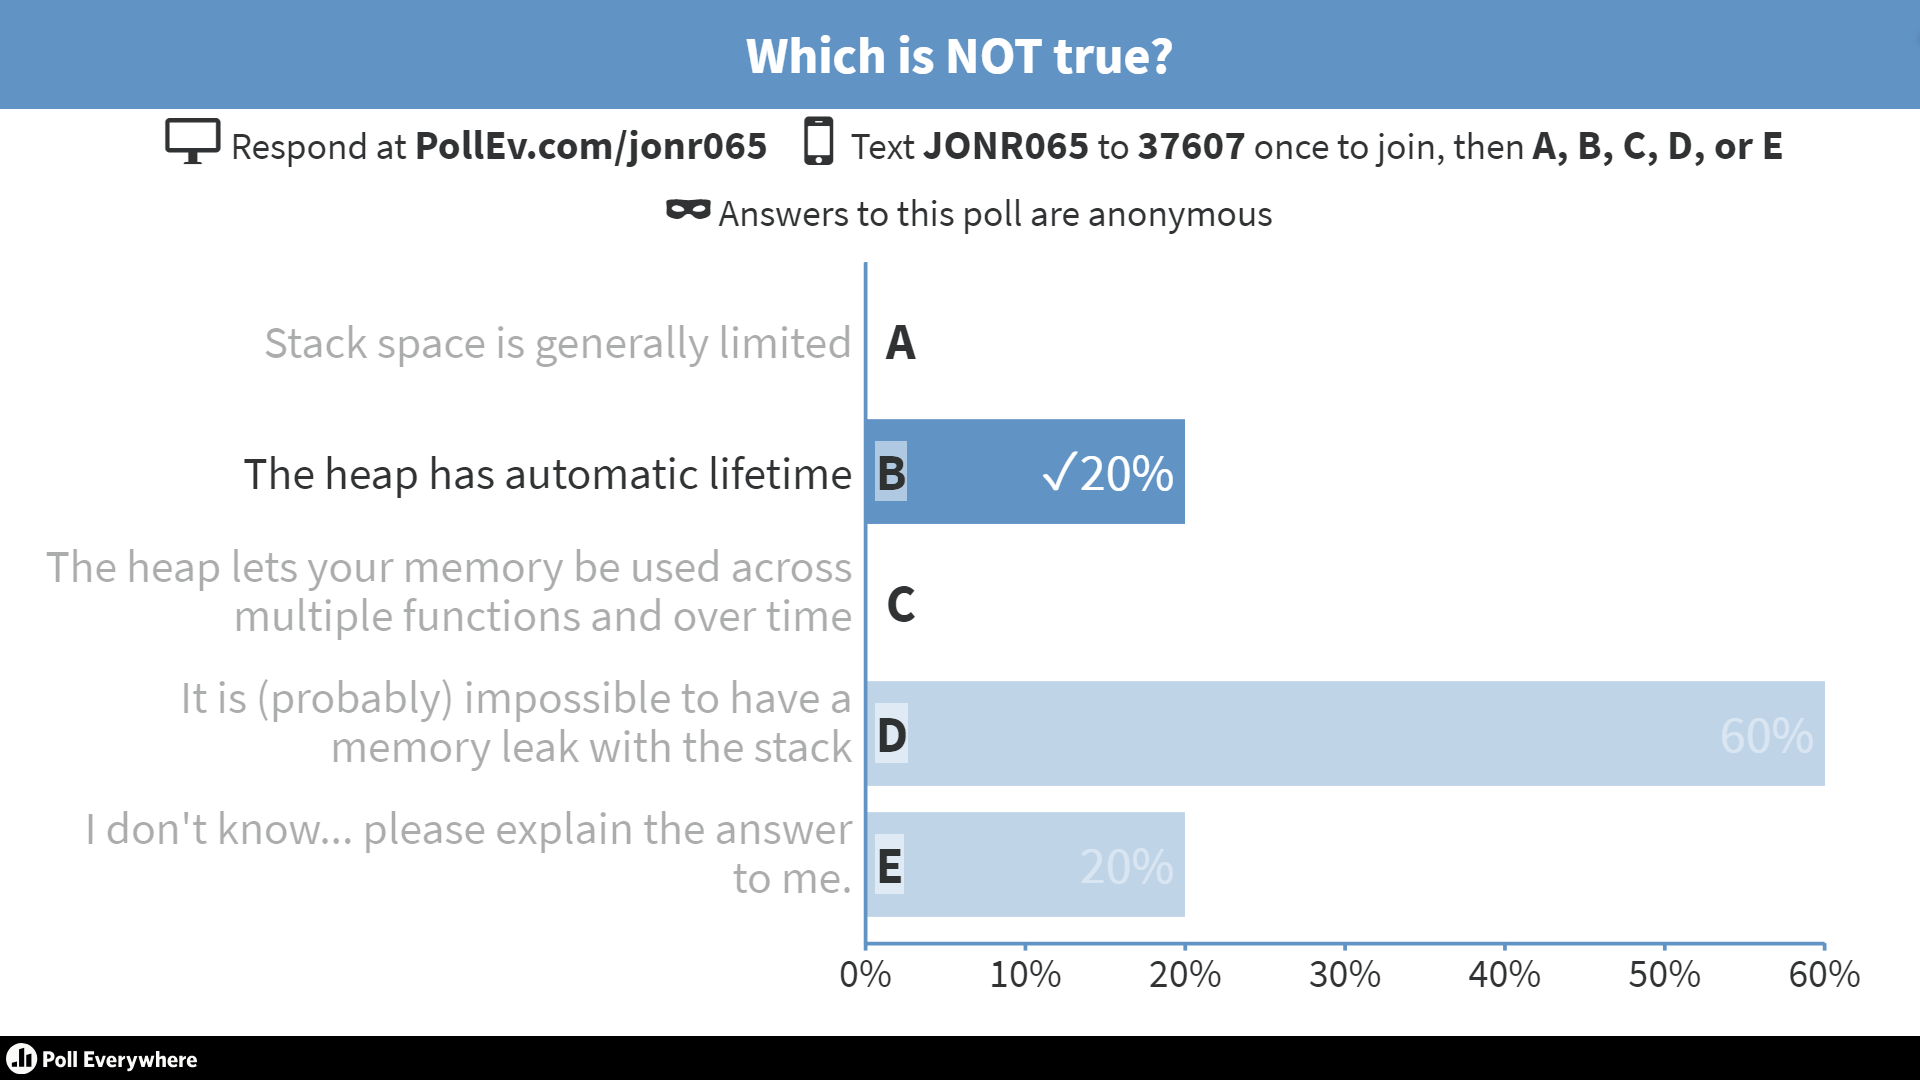 Which is NOT true?
Respond at PollEv.com/jonr065 Text JONR065 to 37607 once to join, then A, B, C, D, or E
Answers to this poll are anonymous
Stack space is generally limited A
The heap has automatic lifetime B ✓20%
The heap lets your memory be used across
multiple functions and over time C
It is (probably) impossible to have a
memory leak with the stack D 60%
I don't know... please explain the answer
to me. E 20%
0% 10% 20% 30% 40% 50% 60%
Poll Everywhere